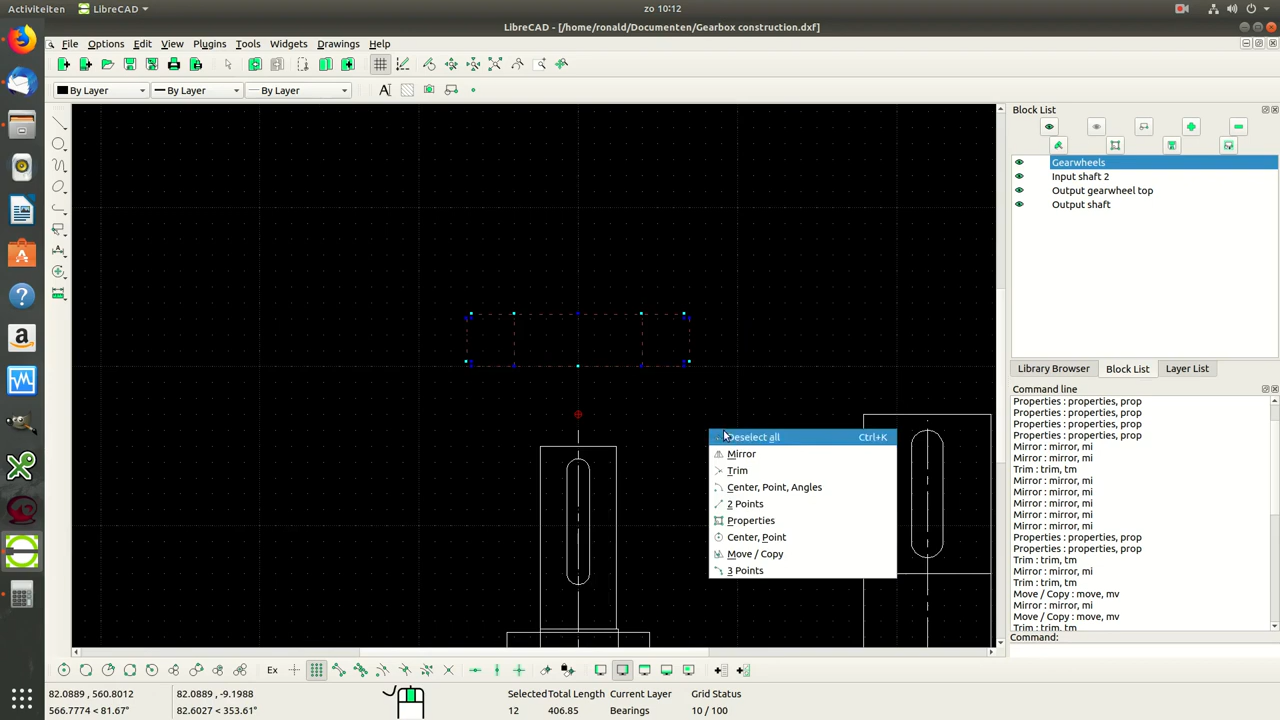 Activiteiten
LibreCAD
zo 10:12
LibreCAD - [/home/ronald/Documenten/Gearbox construction.dxf]
File Options Edit View Plugins Tools Widgets Drawings Help
By Layer By Layer By Layer
Block List
Gearwheels
Input shaft 2
Output gearwheel top
Output shaft
Library Browser Block List Layer List
Command line
Properties : properties, prop
Properties : properties, prop
Properties : properties, prop
Properties : properties, prop
Mirror : mirror, mi
Mirror : mirror, mi
Trim : trim, tm
Mirror : mirror, mi
Mirror : mirror, mi
Mirror : mirror, mi
Mirror : mirror, mi
Mirror : mirror, mi
Properties : properties, prop
Properties : properties, prop
Trim : trim, tm
Mirror : mirror, mi
Trim : trim, tm
Move / Copy : move, mv
Mirror : mirror, mi
Move / Copy : move, mv
Trim : trim, tm
Command:
Deselect all Ctrl+K
Mirror
Trim
Center, Point, Angles
2 Points
Properties
Center, Point
Move / Copy
3 Points
Ex
82.0889 , 560.8012
566.7774 < 81.67°
82.0889 , -9.1988
82.6027 < 353.61°
Selected Total Length Current Layer Grid Status
12 406.85 Bearings 10 / 100